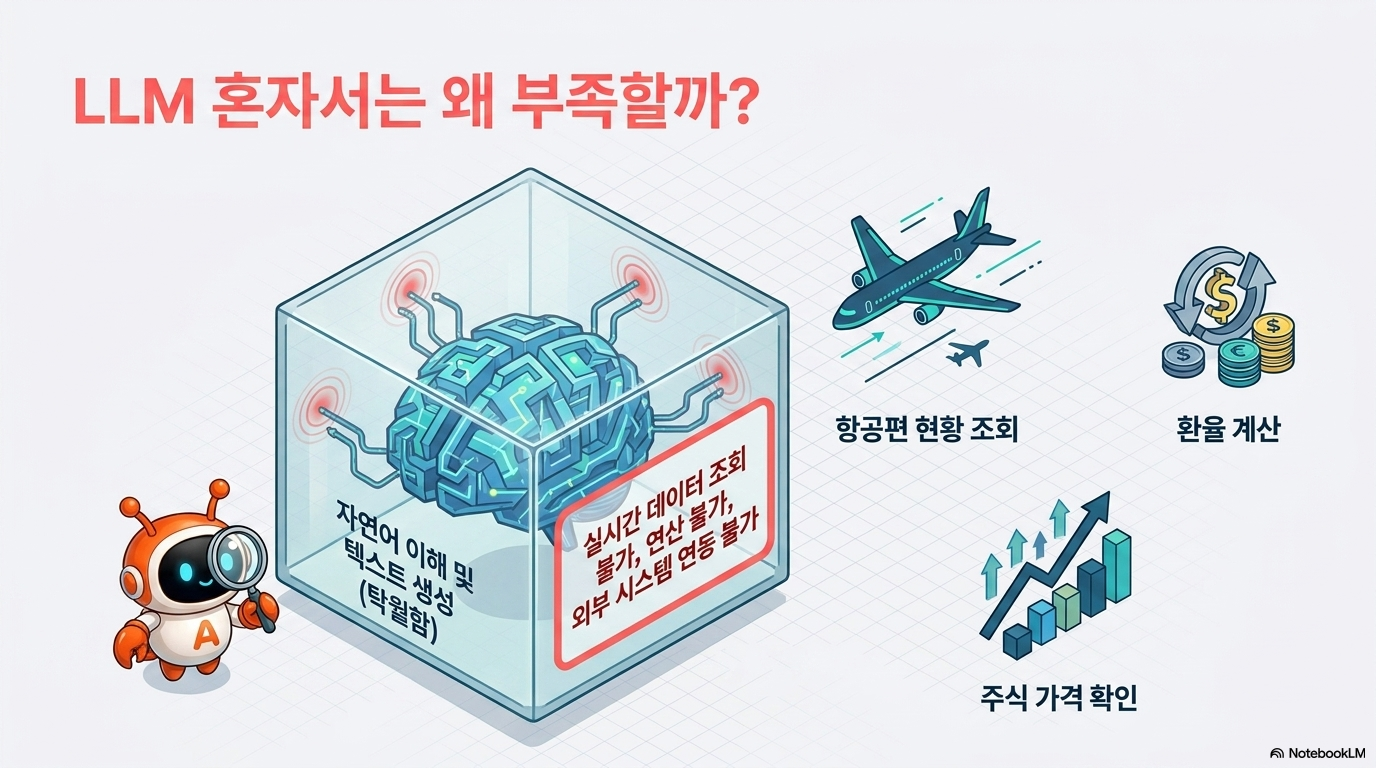 LLM 혼자서는 왜 부족할까?
자연어 이해 및
텍스트 생성
(탁월함)
실시간 데이터 조회
불가, 연산 불가,
외부 시스템 연동 불가
항공편 현황 조회
환율 계산
주식 가격 확인
A
NotebookLM